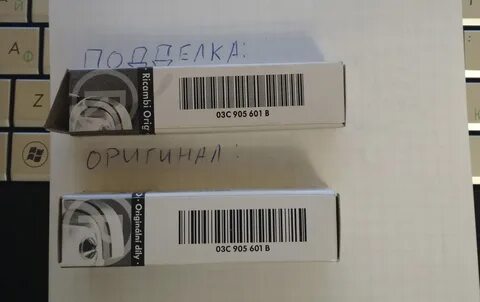 ПОДДЕЛКА:
Ricambi Orig
03C 905 601 B
ОРИГИНАЛ:
Originální díly
03C 905 601 B
Z